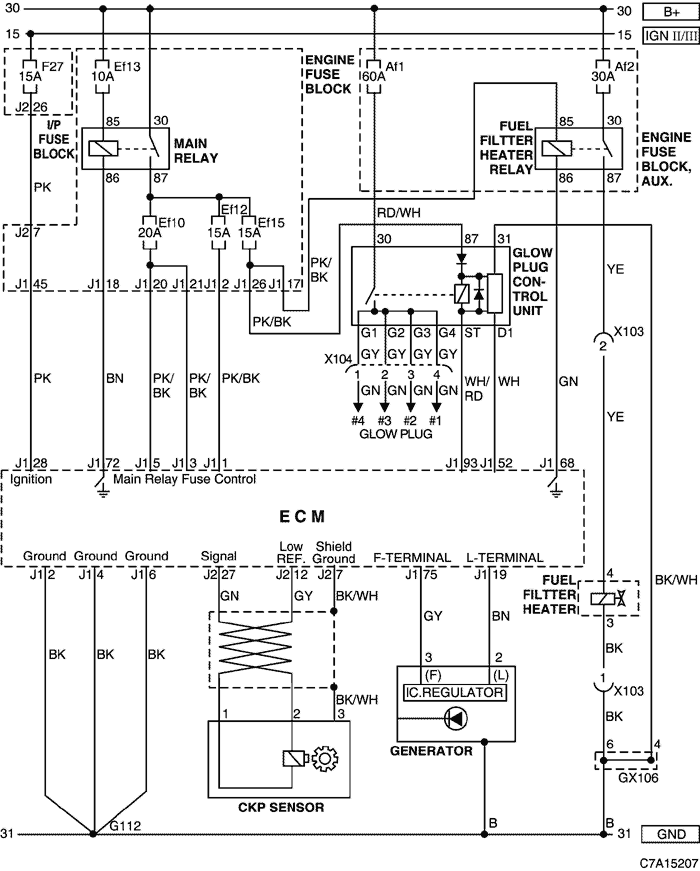 30 30 B+
15 15 IGN II/III
F27 15A Ef13 10A ENGINE FUSE BLOCK Af1 60A Af2 30A
J2 26 85 30 85 30
I/P FUSE BLOCK MAIN RELAY FUEL FILTTER HEATER RELAY ENGINE FUSE BLOCK, AUX.
86 87 86 87
PK Ef12 RD/WH
Ef10 20A 15A Ef15 15A
J2 7 30 87 31
PK/BK GLOW PLUG CONTROL UNIT YE
J1 45 J1 18 J1 20 J1 21 J1 2 J1 26 J1 17
PK/BK G1 G2 G3 G4 ST D1 X103
X104 GY GY GY GY 2
1 2 3 4
PK BN PK/BK PK/BK PK/BK GN GN GN GN WH/RD WH GN
#4 #3 #2 #1 YE
GLOW PLUG
J1 28 J1 72 J1 5 J1 3 J1 1 J1 93 J1 52 J1 68
Ignition Main Relay Fuse Control
ECM
Ground Ground Ground Signal Low REF. Shield Ground F-TERMINAL L-TERMINAL
J1 2 J1 4 J1 6 J2 27 J2 12 J2 7 J1 75 J1 19 4
FUEL FILTTER HEATER BK/WH
GN GY BK/WH GY BN 3
BK BK BK BK
3 2 1 X103
(F) (L)
BK/WH IC.REGULATOR BK
1 2 3
6 4
GENERATOR
GX106
CKP SENSOR
B B
31 G112 31 GND
C7A15207